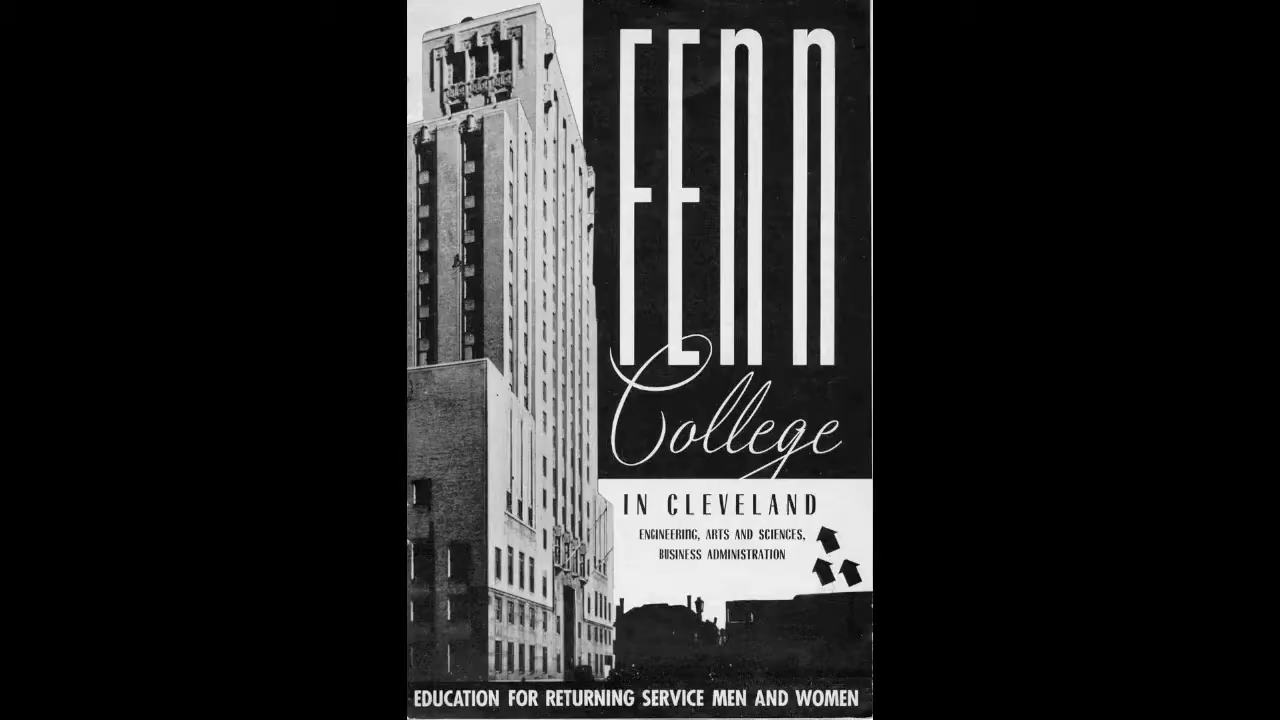 FENN
College
IN CLEVELAND
ENGINEERING, ARTS AND SCIENCES,
BUSINESS ADMINISTRATION
EDUCATION FOR RETURNING SERVICE MEN AND WOMEN